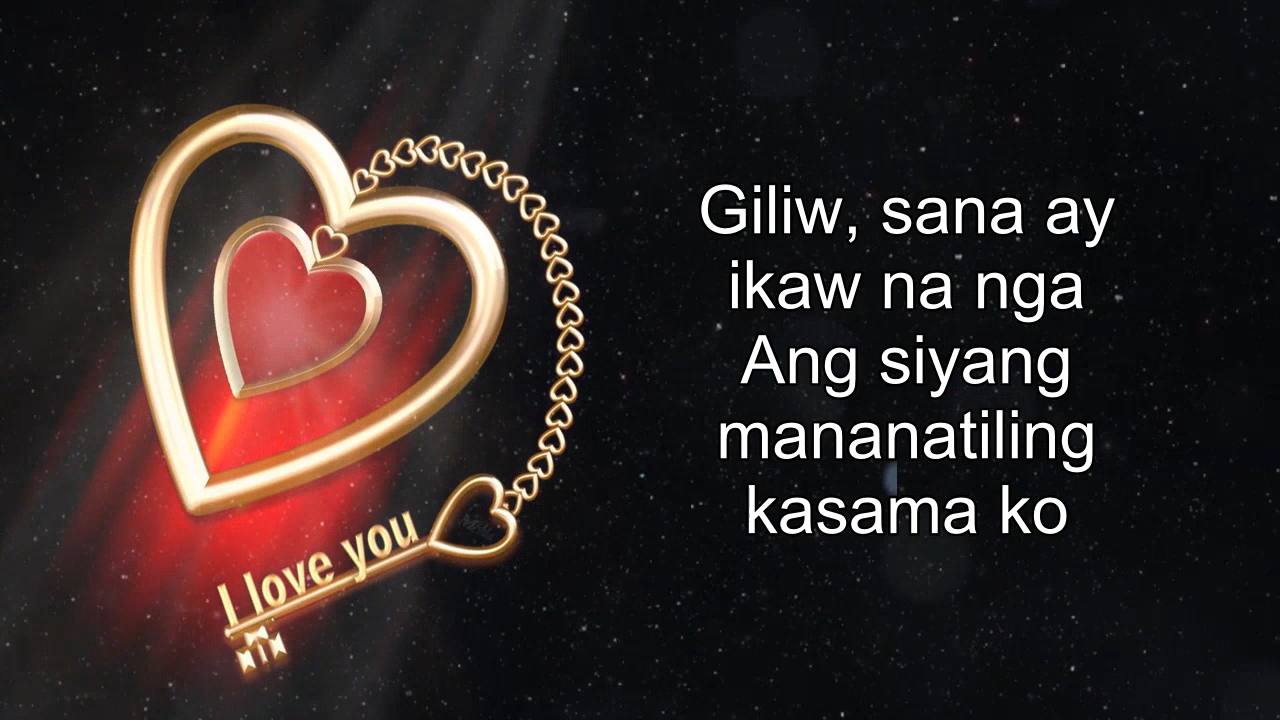 Giliw, sana ay
ikaw na nga
Ang siyang
mananatiling
kasama ko
I love you